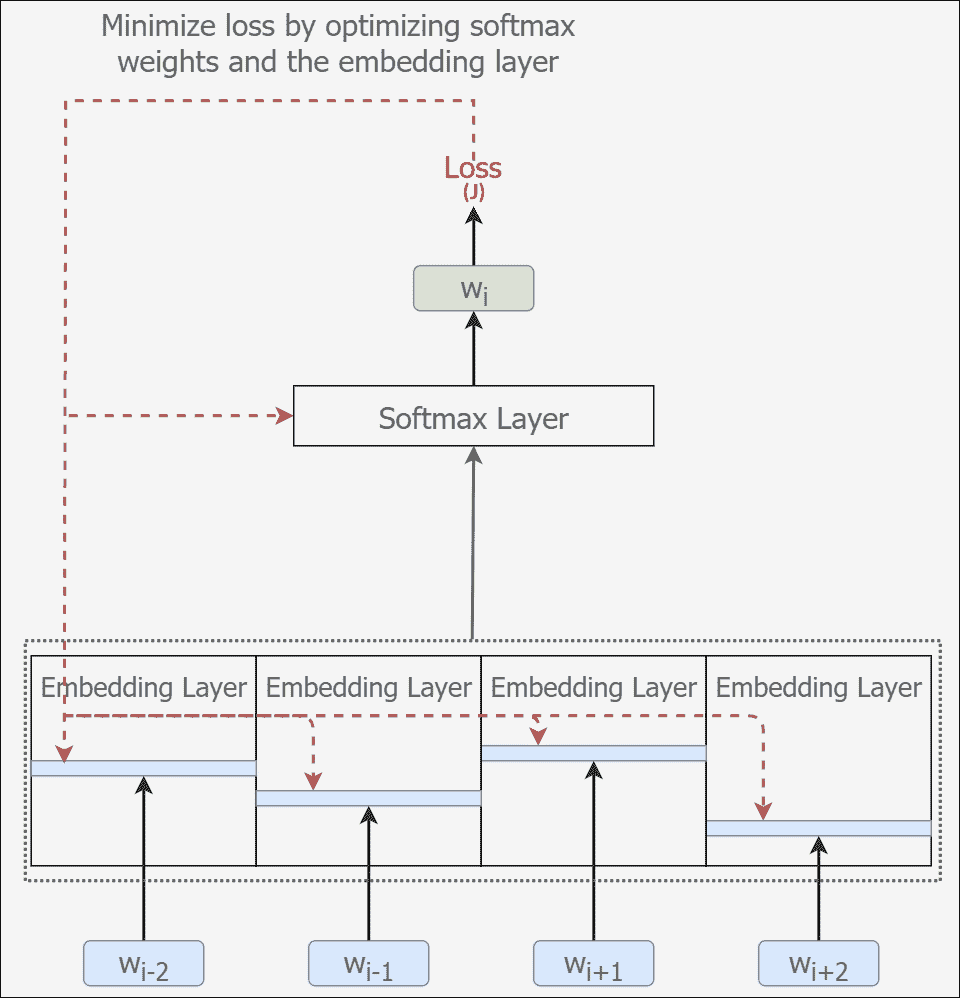 Minimize loss by optimizing softmax
weights and the embedding layer
Loss
(J)
w_i
Softmax Layer
Embedding Layer Embedding Layer Embedding Layer Embedding Layer
w_{i-2} w_{i-1} w_{i+1} w_{i+2}